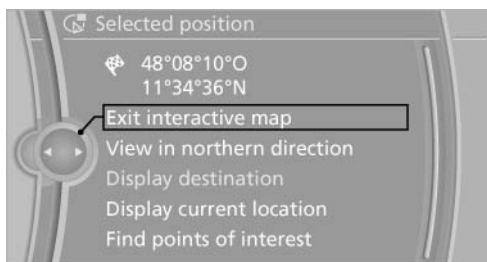 Selected position
48°08'10"O
11°34'36"N
Exit interactive map
View in northern direction
Display destination
Display current location
Find points of interest